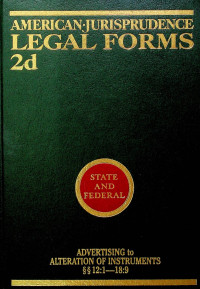 AMERICAN·JURISPRUDENCE
LEGAL FORMS
2d
STATE
AND
FEDERAL
ADVERTISING to
ALTERATION OF INSTRUMENTS
§§ 12:1—18:9